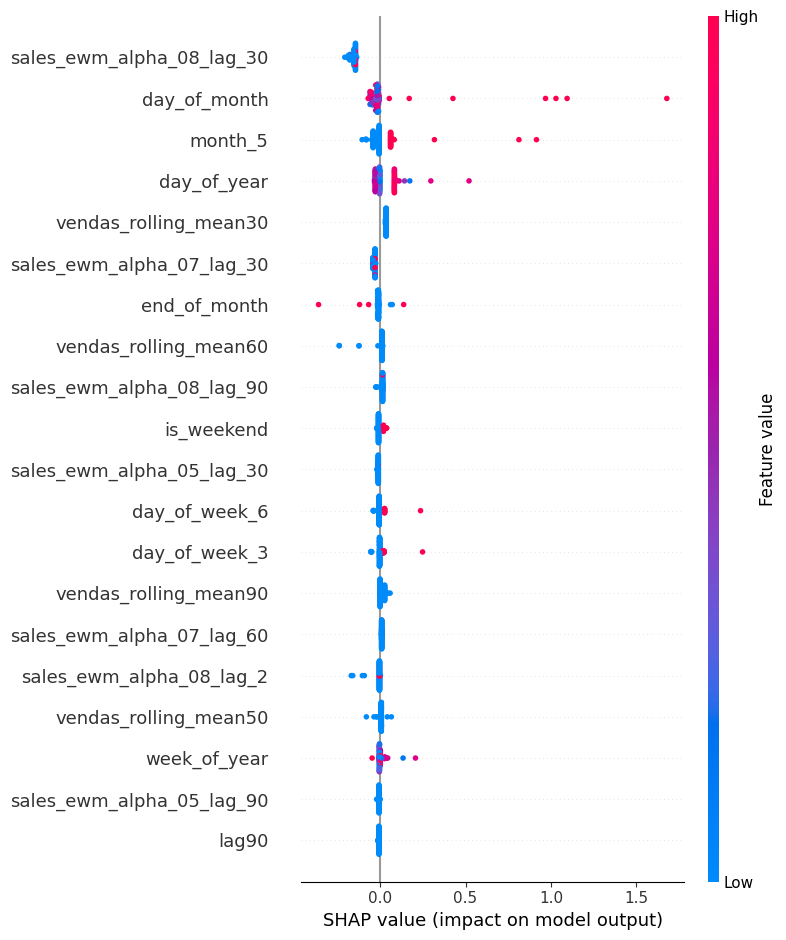 High
sales_ewm_alpha_08_lag_30
day_of_month
month_5
day_of_year
vendas_rolling_mean30
sales_ewm_alpha_07_lag_30
end_of_month
vendas_rolling_mean60
sales_ewm_alpha_08_lag_90
is_weekend
sales_ewm_alpha_05_lag_30
day_of_week_6
day_of_week_3
vendas_rolling_mean90
sales_ewm_alpha_07_lag_60
sales_ewm_alpha_08_lag_2
vendas_rolling_mean50
week_of_year
sales_ewm_alpha_05_lag_90
lag90
Feature value
Low
0.0 0.5 1.0 1.5
SHAP value (impact on model output)